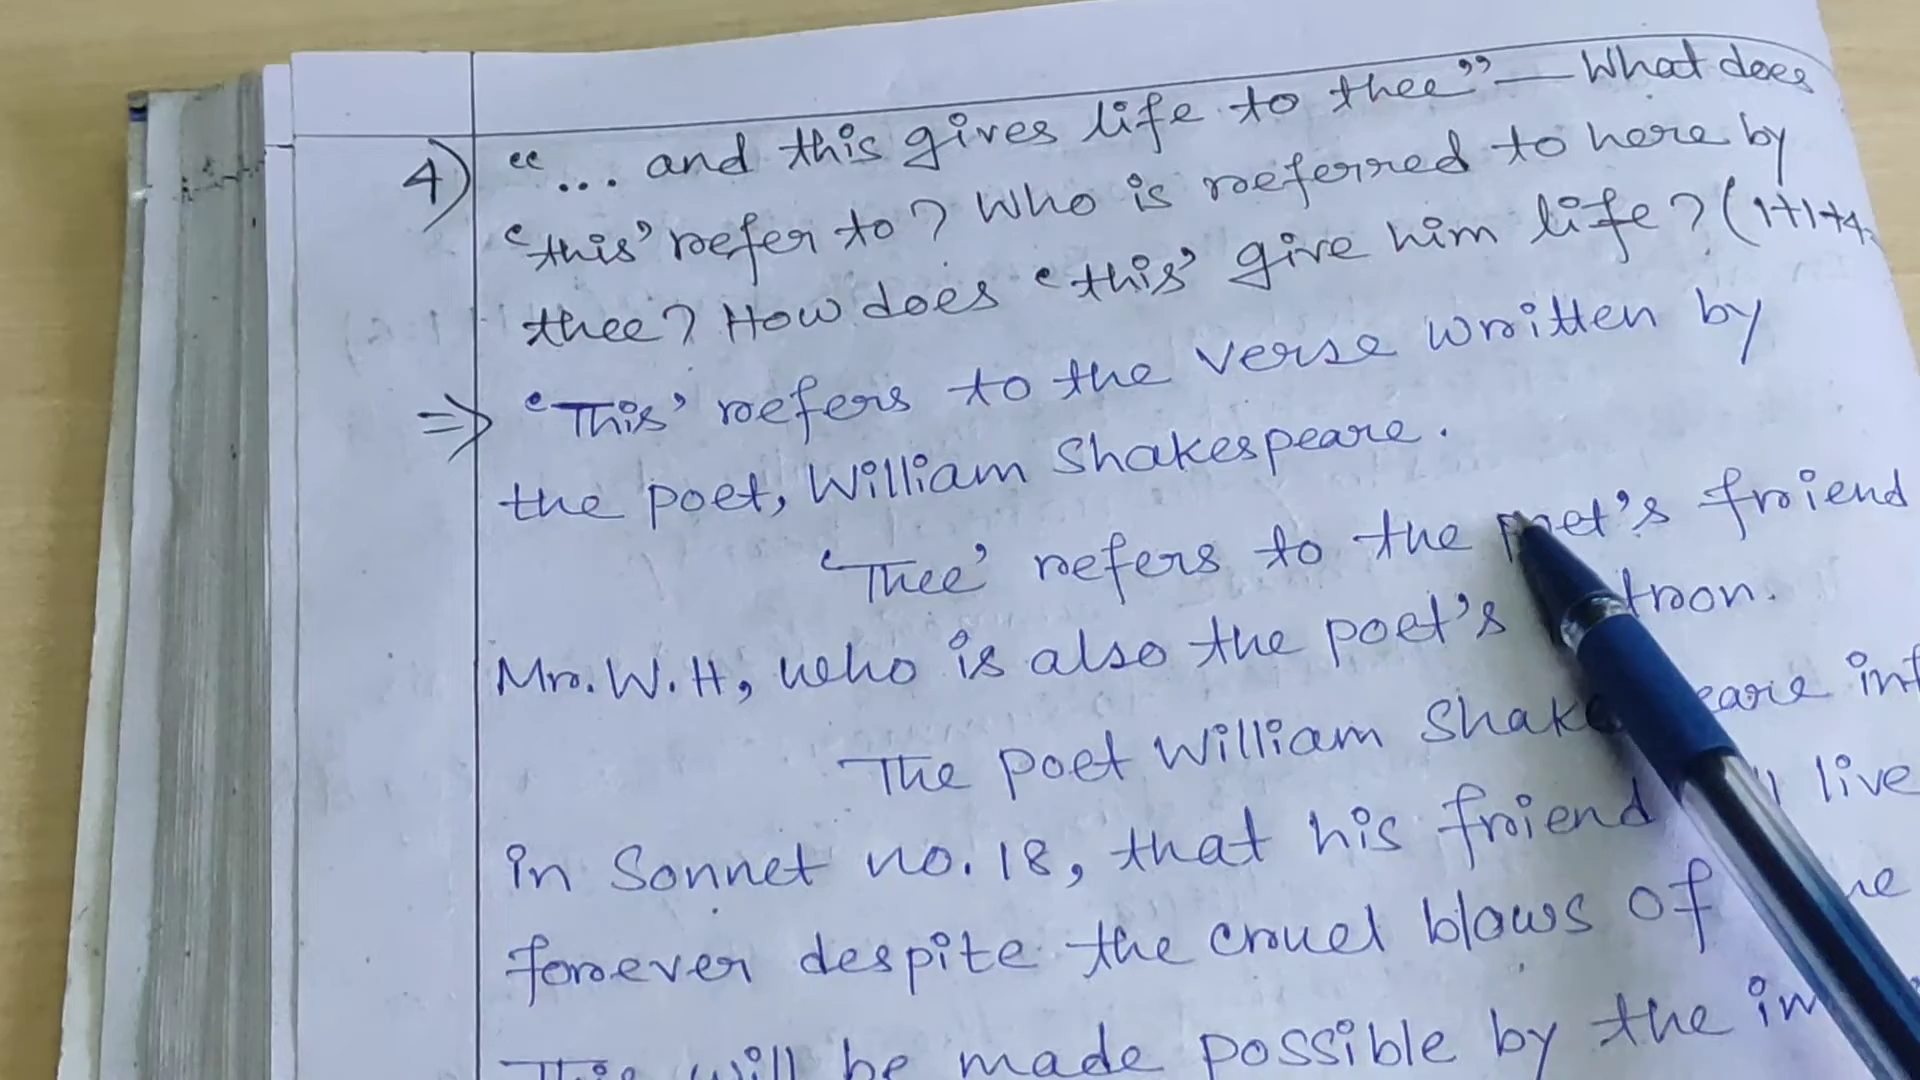 4) "... and this gives life to thee" — What does
'this' refer to? Who is referred to here by
thee? How does 'this' give him life? (1+1+4
⇒ 'This' refers to the verse written by
the poet, William Shakespeare.
'Thee' refers to the poet's friend
Mr. W.H, who is also the poet's
The poet William
in Sonnet no. 18, that his friend live
forever despite the cruel blows of
This will be made possible by the